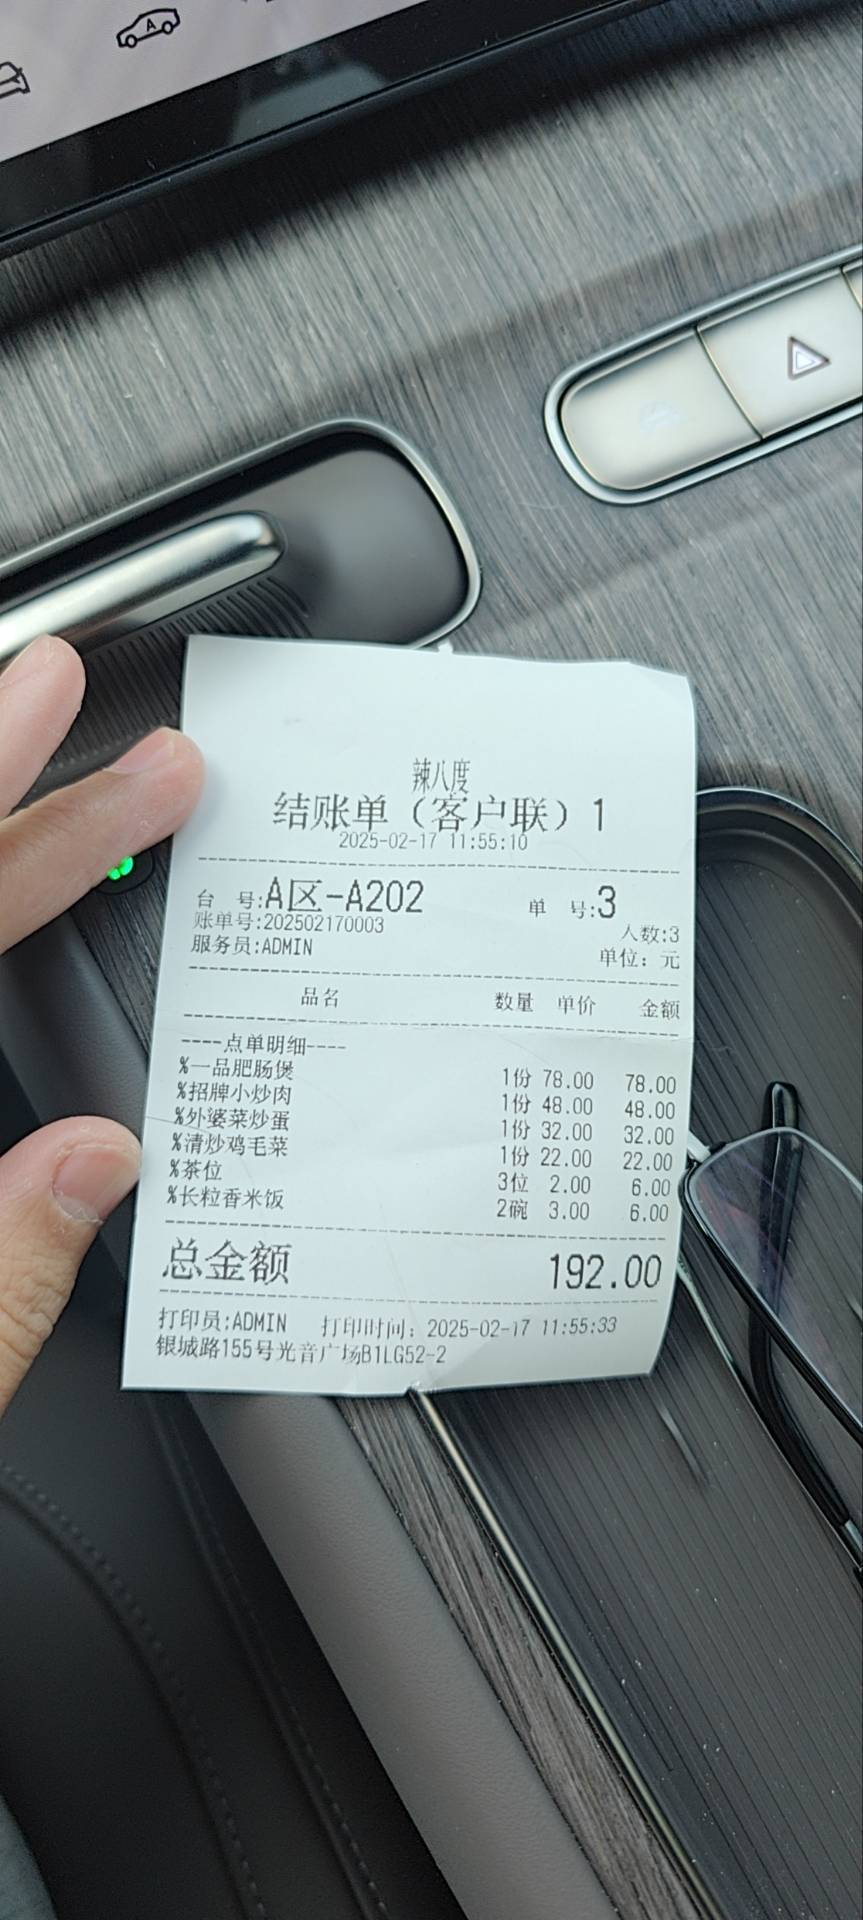 A
辣八度
结账单（客户联）1
2025-02-17 11:55:10
台 号:A区-A202 单 号:3
账单号:202502170003 人数:3
服务员:ADMIN 单位：元
品名 数量 单价 金额
----点单明细----
%一品肥肠煲 1份 78.00 78.00
%招牌小炒肉 1份 48.00 48.00
%外婆菜炒蛋 1份 32.00 32.00
%清炒鸡毛菜 1份 22.00 22.00
%茶位 3位 2.00 6.00
%长粒香米饭 2碗 3.00 6.00
总金额 192.00
打印员:ADMIN 打印时间：2025-02-17 11:55:33
银城路155号光音广场B1LG52-2